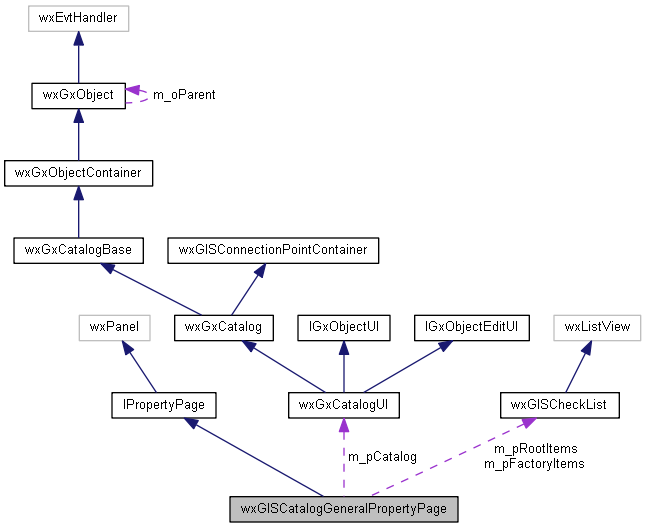 wxEvtHandler
wxGxObject
m_oParent
wxGxObjectContainer
wxGxCatalogBase
wxGISConnectionPointContainer
wxPanel
wxGxCatalog
IGxObjectUI
IGxObjectEditUI
wxListView
IPropertyPage
wxGxCatalogUI
wxGISCheckList
m_pCatalog
m_pRootItems
m_pFactoryItems
wxGISCatalogGeneralPropertyPage